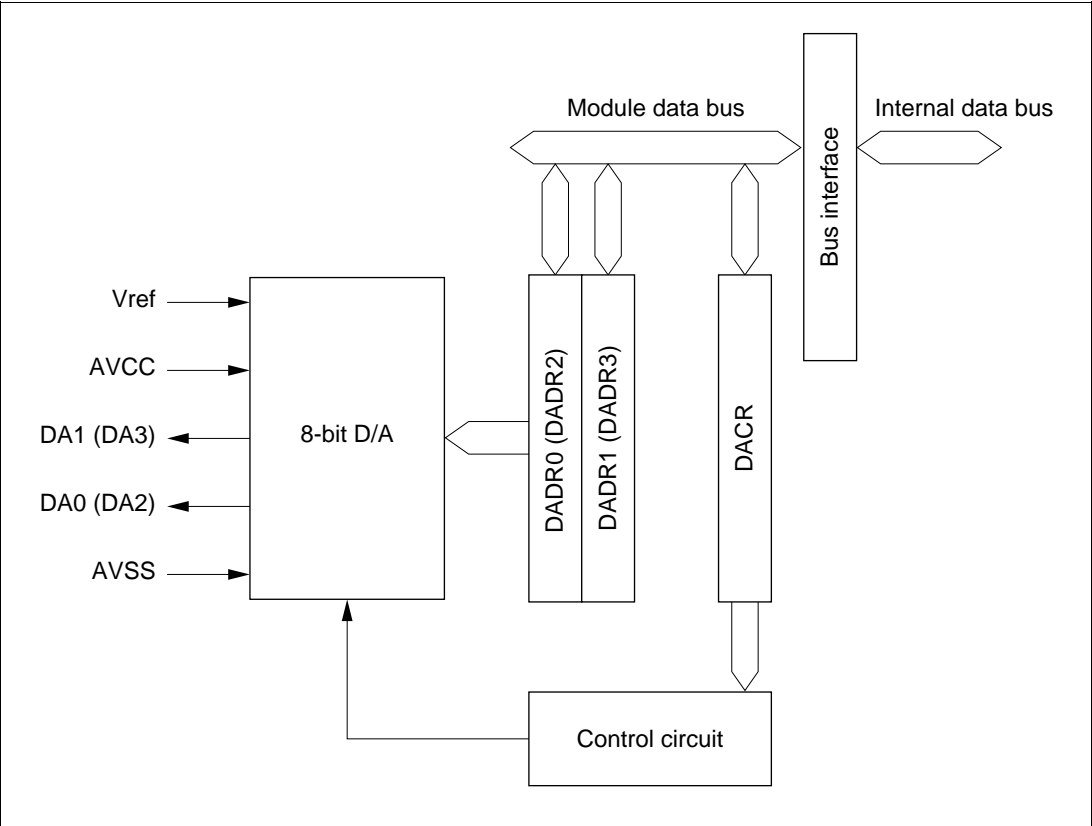 Module data bus
Internal data bus
Bus interface
Vref
AVCC
DA1 (DA3)
DA0 (DA2)
AVSS
8-bit D/A
DADR0 (DADR2)
DADR1 (DADR3)
DACR
Control circuit